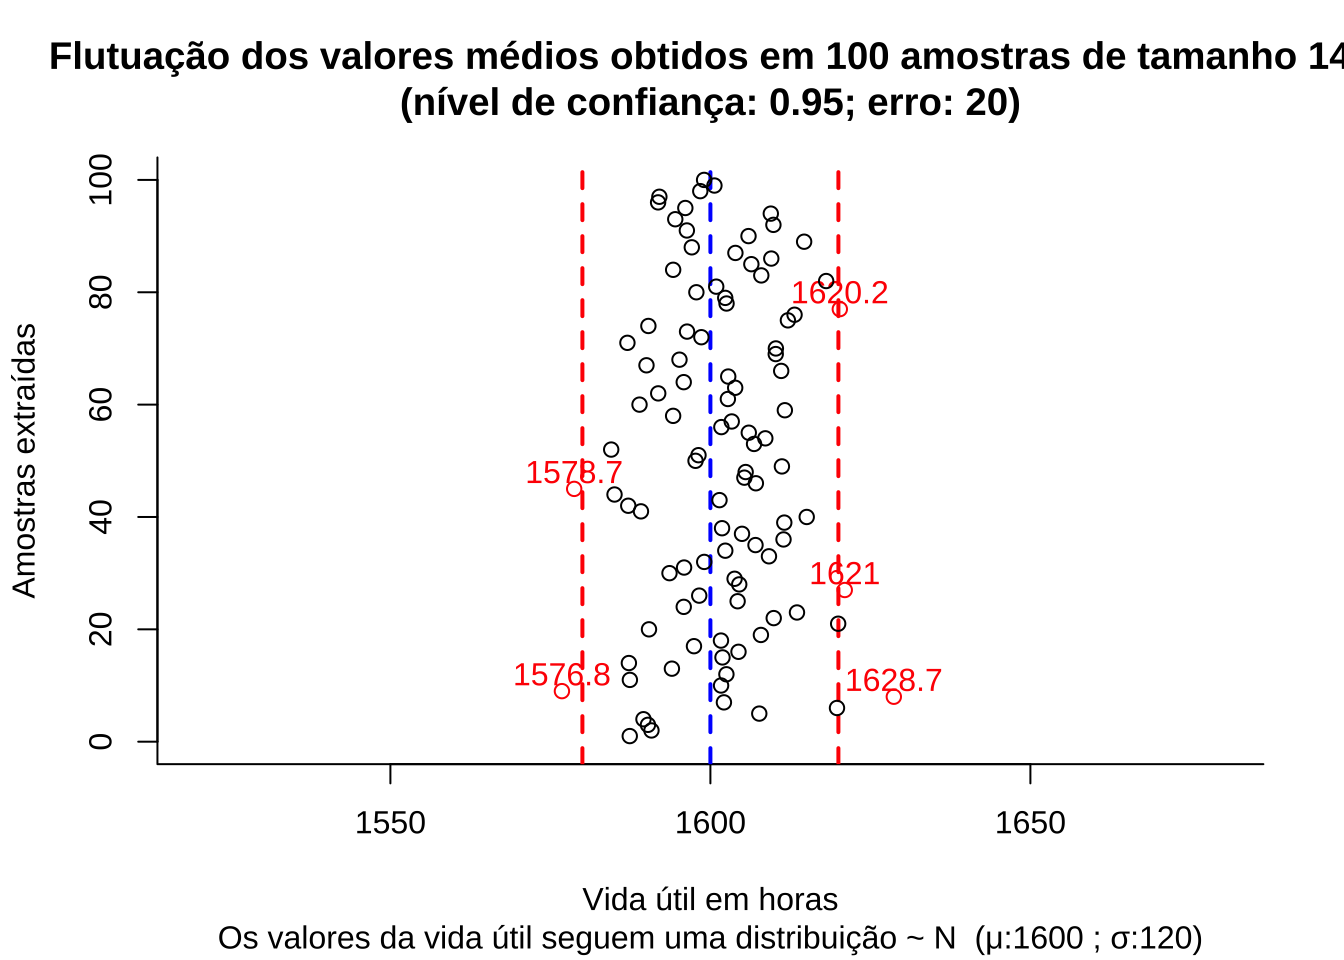 Flutuação dos valores médios obtidos em 100 amostras de tamanho 14
(nível de confiança: 0.95; erro: 20)
Amostras extraídas
100
80
60
40
20
0
1620.2
1578.7
1621
1576.8
1628.7
1550
1600
1650
Vida útil em horas
Os valores da vida útil seguem uma distribuição ~ N (μ:1600 ; σ:120)